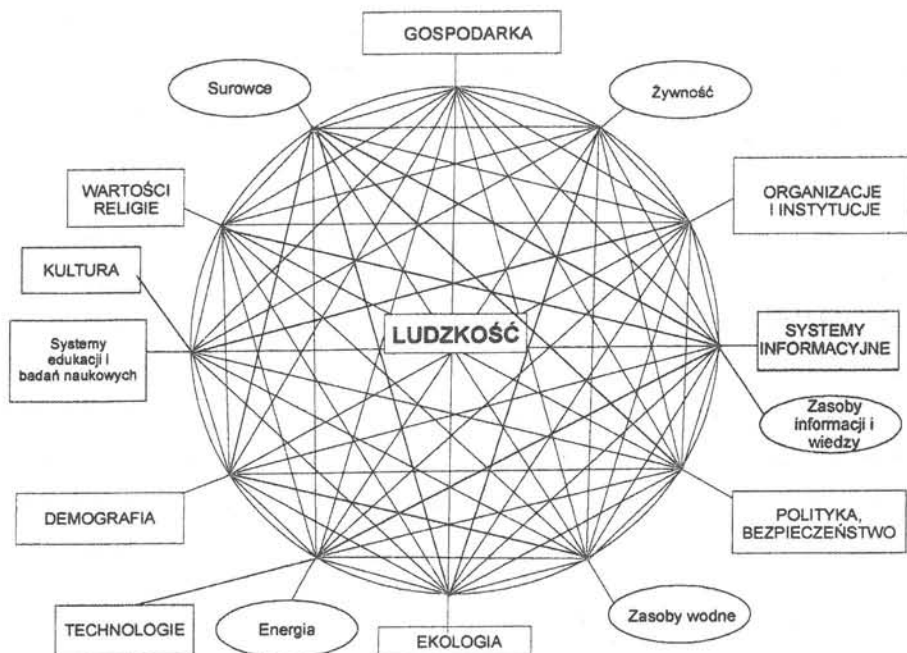 GOSPODARKA
Surowce
Żywność
WARTOŚCI
RELIGIE
ORGANIZACJE
I INSTYTUCJE
KULTURA
LUDZKOŚĆ
Systemy
edukacji i
badań naukowych
SYSTEMY
INFORMACYJNE
Zasoby
informacji i
wiedzy
DEMOGRAFIA
POLITYKA,
BEZPIECZEŃSTWO
TECHNOLOGIE
Energia
EKOLOGIA
Zasoby wodne